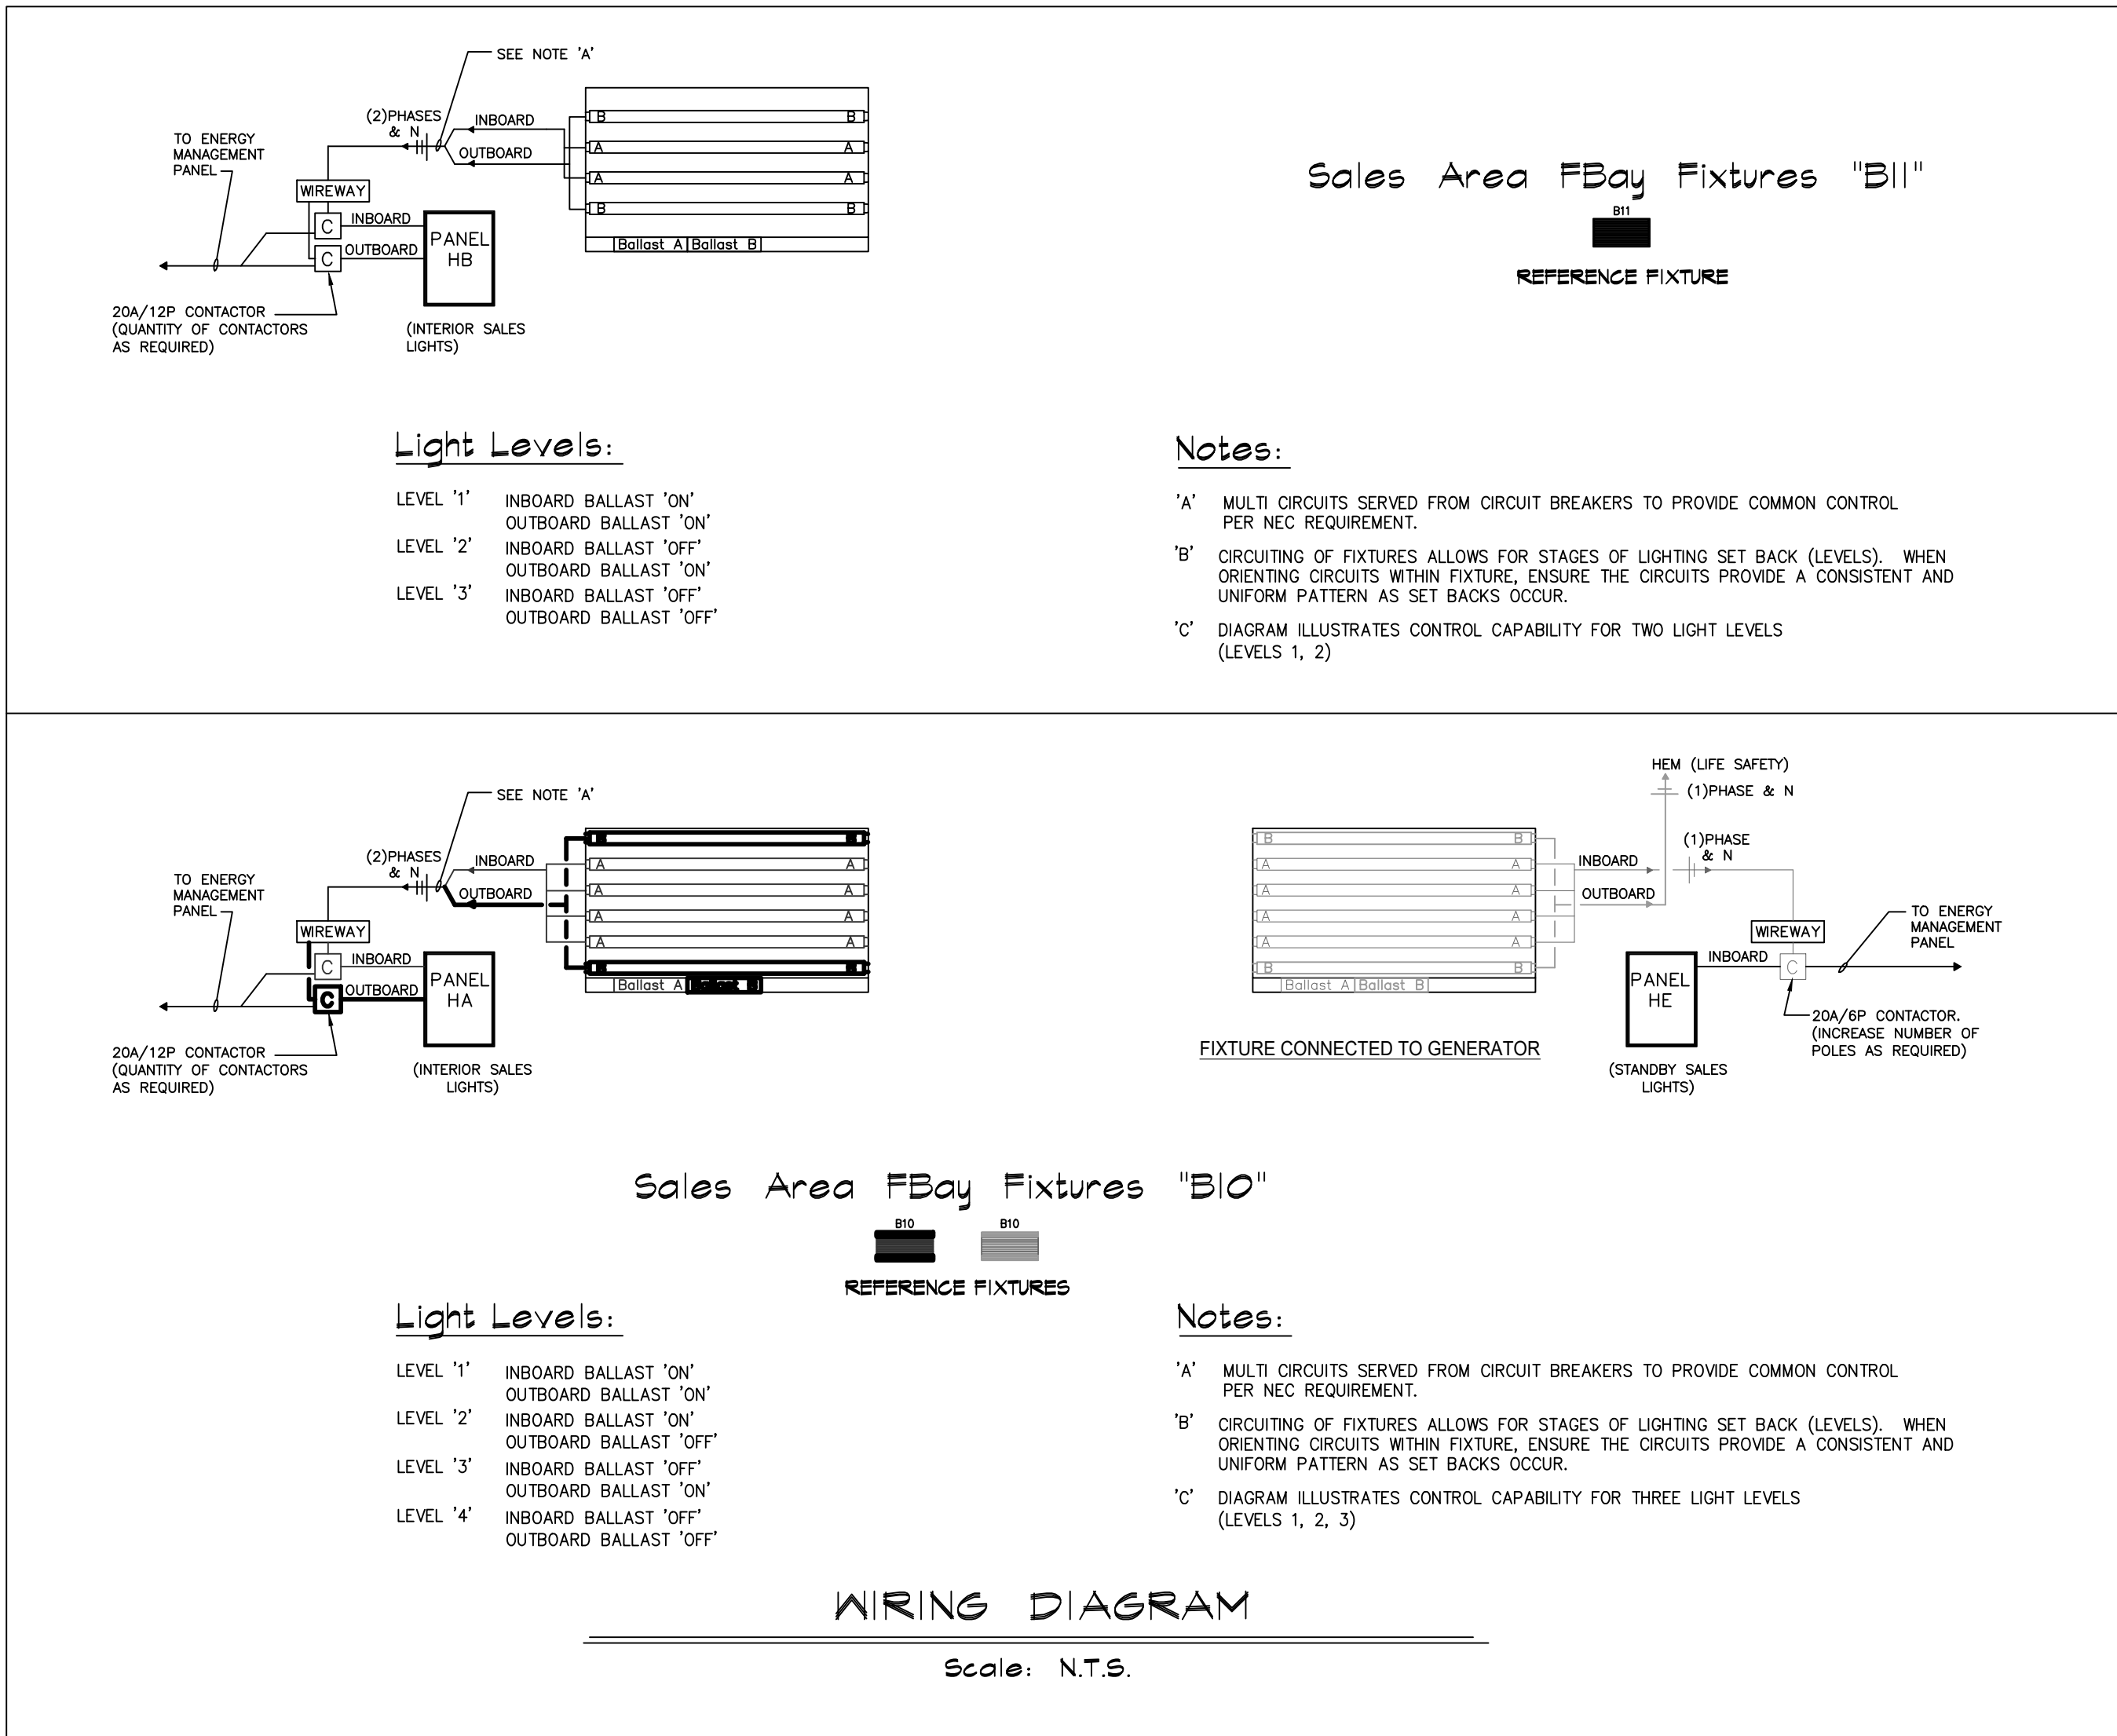 SEE NOTE 'A'
(2)PHASES
& N
INBOARD
OUTBOARD
TO ENERGY
MANAGEMENT
PANEL
WIREWAY
C
INBOARD
C
OUTBOARD
PANEL
HB
20A/12P CONTACTOR
(QUANTITY OF CONTACTORS
AS REQUIRED)
(INTERIOR SALES
LIGHTS)
B B
A A
A A
B B
Ballast A Ballast B
Sales Area FBay Fixtures "B11"
B11
REFERENCE FIXTURE
Light Levels:
LEVEL '1' INBOARD BALLAST 'ON'
OUTBOARD BALLAST 'ON'
LEVEL '2' INBOARD BALLAST 'OFF'
OUTBOARD BALLAST 'ON'
LEVEL '3' INBOARD BALLAST 'OFF'
OUTBOARD BALLAST 'OFF'
Notes:
'A' MULTI CIRCUITS SERVED FROM CIRCUIT BREAKERS TO PROVIDE COMMON CONTROL
PER NEC REQUIREMENT.
'B' CIRCUITING OF FIXTURES ALLOWS FOR STAGES OF LIGHTING SET BACK (LEVELS). WHEN
ORIENTING CIRCUITS WITHIN FIXTURE, ENSURE THE CIRCUITS PROVIDE A CONSISTENT AND
UNIFORM PATTERN AS SET BACKS OCCUR.
'C' DIAGRAM ILLUSTRATES CONTROL CAPABILITY FOR TWO LIGHT LEVELS
(LEVELS 1, 2)
SEE NOTE 'A'
(2)PHASES
& N
INBOARD
OUTBOARD
TO ENERGY
MANAGEMENT
PANEL
WIREWAY
C
INBOARD
C
OUTBOARD
PANEL
HA
20A/12P CONTACTOR
(QUANTITY OF CONTACTORS
AS REQUIRED)
(INTERIOR SALES
LIGHTS)
B B
A A
A A
A A
A A
B B
Ballast A Ballast B
HEM (LIFE SAFETY)
(1)PHASE & N
(1)PHASE
& N
B B
A A
A A
A A
A A
B B
Ballast A Ballast B
INBOARD
OUTBOARD
FIXTURE CONNECTED TO GENERATOR
WIREWAY
TO ENERGY
MANAGEMENT
PANEL
INBOARD
C
PANEL
HE
20A/6P CONTACTOR.
(INCREASE NUMBER OF
POLES AS REQUIRED)
(STANDBY SALES
LIGHTS)
Sales Area FBay Fixtures "B10"
B10 B10
REFERENCE FIXTURES
Light Levels:
LEVEL '1' INBOARD BALLAST 'ON'
OUTBOARD BALLAST 'ON'
LEVEL '2' INBOARD BALLAST 'ON'
OUTBOARD BALLAST 'OFF'
LEVEL '3' INBOARD BALLAST 'OFF'
OUTBOARD BALLAST 'ON'
LEVEL '4' INBOARD BALLAST 'OFF'
OUTBOARD BALLAST 'OFF'
Notes:
'A' MULTI CIRCUITS SERVED FROM CIRCUIT BREAKERS TO PROVIDE COMMON CONTROL
PER NEC REQUIREMENT.
'B' CIRCUITING OF FIXTURES ALLOWS FOR STAGES OF LIGHTING SET BACK (LEVELS). WHEN
ORIENTING CIRCUITS WITHIN FIXTURE, ENSURE THE CIRCUITS PROVIDE A CONSISTENT AND
UNIFORM PATTERN AS SET BACKS OCCUR.
'C' DIAGRAM ILLUSTRATES CONTROL CAPABILITY FOR THREE LIGHT LEVELS
(LEVELS 1, 2, 3)
WIRING DIAGRAM
Scale: N.T.S.